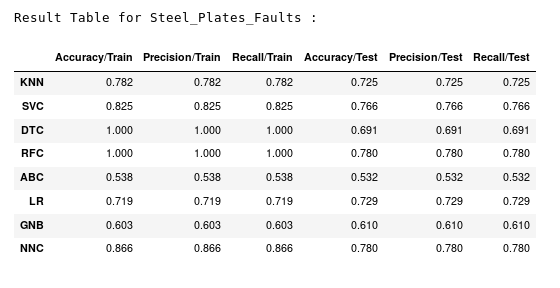 Result Table for Steel_Plates_Faults :
Accuracy/Train Precision/Train Recall/Train Accuracy/Test Precision/Test Recall/Test
KNN 0.782 0.782 0.782 0.725 0.725 0.725
SVC 0.825 0.825 0.825 0.766 0.766 0.766
DTC 1.000 1.000 1.000 0.691 0.691 0.691
RFC 1.000 1.000 1.000 0.780 0.780 0.780
ABC 0.538 0.538 0.538 0.532 0.532 0.532
LR 0.719 0.719 0.719 0.729 0.729 0.729
GNB 0.603 0.603 0.603 0.610 0.610 0.610
NNC 0.866 0.866 0.866 0.780 0.780 0.780